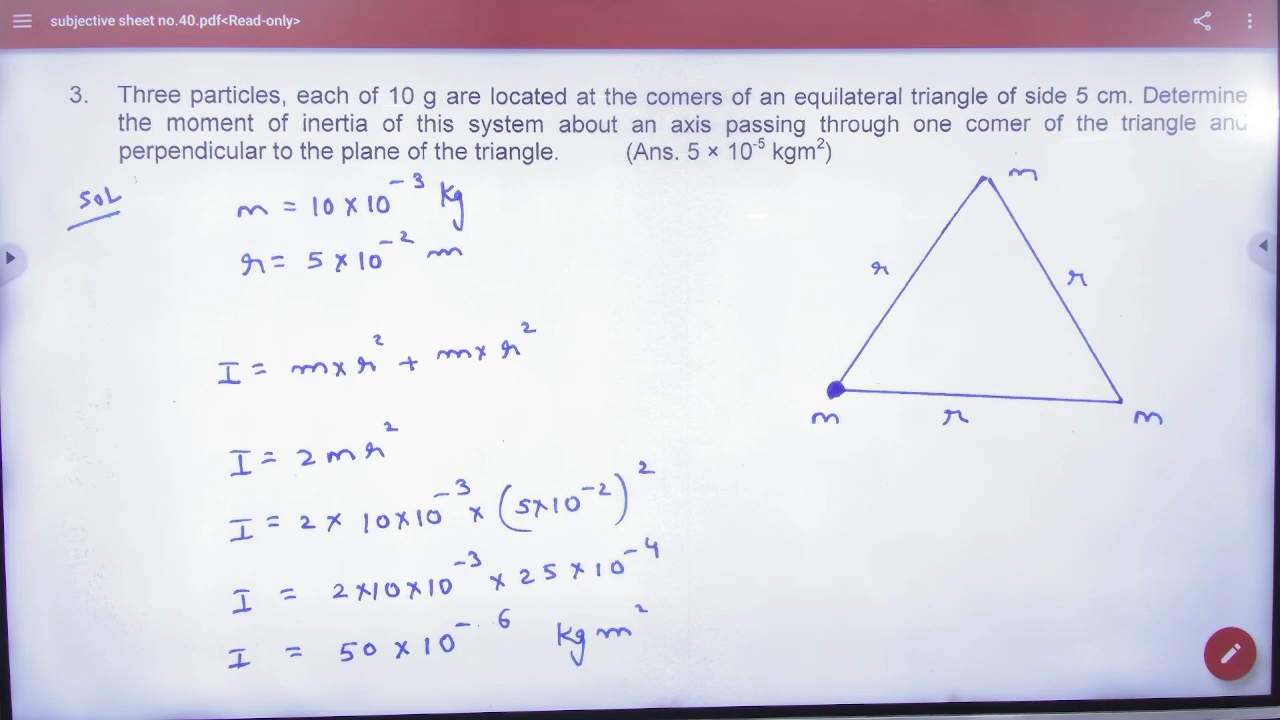 subjective sheet no.40.pdf<Read-only>
3. Three particles, each of 10 g are located at the comers of an equilateral triangle of side 5 cm. Determine
the moment of inertia of this system about an axis passing through one comer of the triangle and
perpendicular to the plane of the triangle. (Ans. 5 × 10⁻⁵ kgm²)
Sol
m = 10 × 10⁻³ kg
r = 5 × 10⁻² m
I = m × r² + m × r²
I = 2 m r²
I = 2 × 10 × 10⁻³ × (5 × 10⁻²)²
I = 2 × 10 × 10⁻³ × 25 × 10⁻⁴
I = 50 × 10⁻⁶ kg m²
m
r
r
m
r
m